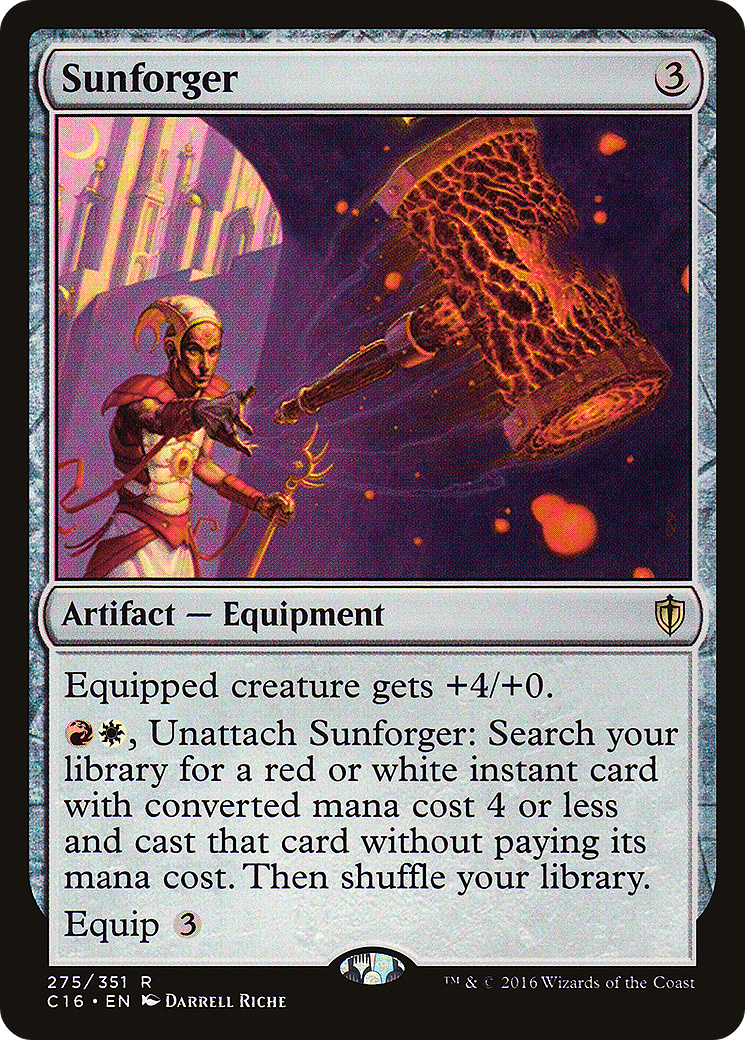 Sunforger 3
Artifact — Equipment
Equipped creature gets +4/+0.
, Unattach Sunforger: Search your
library for a red or white instant card
with converted mana cost 4 or less
and cast that card without paying its
mana cost. Then shuffle your library.
Equip 3
275/351 R
C16 • EN Darrell Riche
™ & © 2016 Wizards of the Coast